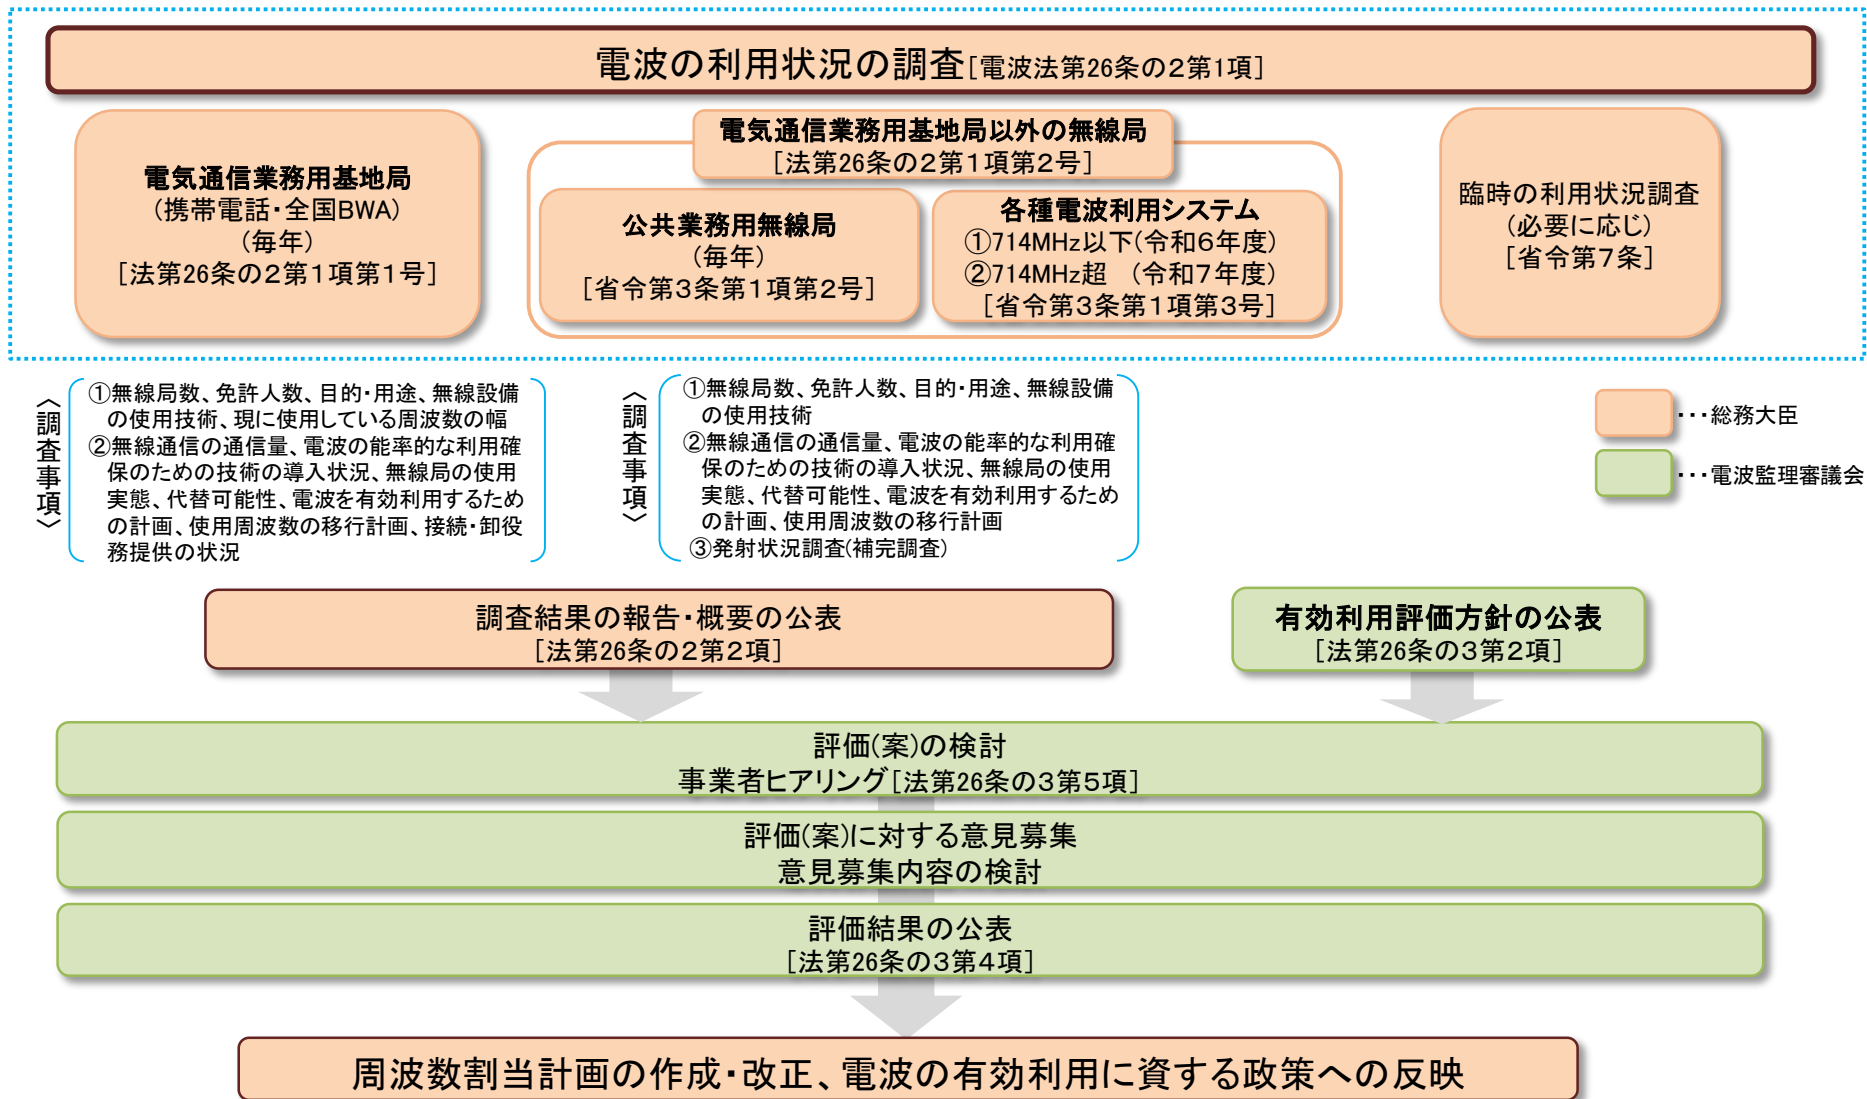 電波の利用状況の調査[電波法第26条の2第1項]
電気通信業務用基地局
(携帯電話・全国BWA)
(毎年)
[法第26条の2第1項第1号]
電気通信業務用基地局以外の無線局
[法第26条の2第1項第2号]
公共業務用無線局
(毎年)
[省令第3条第1項第2号]
各種電波利用システム
①714MHz以下(令和6年度)
②714MHz超 (令和7年度)
[省令第3条第1項第3号]
臨時の利用状況調査
(必要に応じ)
[省令第7条]
〈調査事項〉
①無線局数、免許人数、目的・用途、無線設備
の使用技術、現に使用している周波数の幅
②無線通信の通信量、電波の能率的な利用確
保のための技術の導入状況、無線局の使用
実態、代替可能性、電波を有効利用するため
の計画、使用周波数の移行計画、接続・卸役
務提供の状況
〈調査事項〉
①無線局数、免許人数、目的・用途、無線設備
の使用技術
②無線通信の通信量、電波の能率的な利用確
保のための技術の導入状況、無線局の使用
実態、代替可能性、電波を有効利用するため
の計画、使用周波数の移行計画
③発射状況調査(補完調査)
・・・総務大臣
・・・電波監理審議会
調査結果の報告・概要の公表
[法第26条の2第2項]
有効利用評価方針の公表
[法第26条の3第2項]
評価(案)の検討
事業者ヒアリング[法第26条の3第5項]
評価(案)に対する意見募集
意見募集内容の検討
評価結果の公表
[法第26条の3第4項]
周波数割当計画の作成・改正、電波の有効利用に資する政策への反映